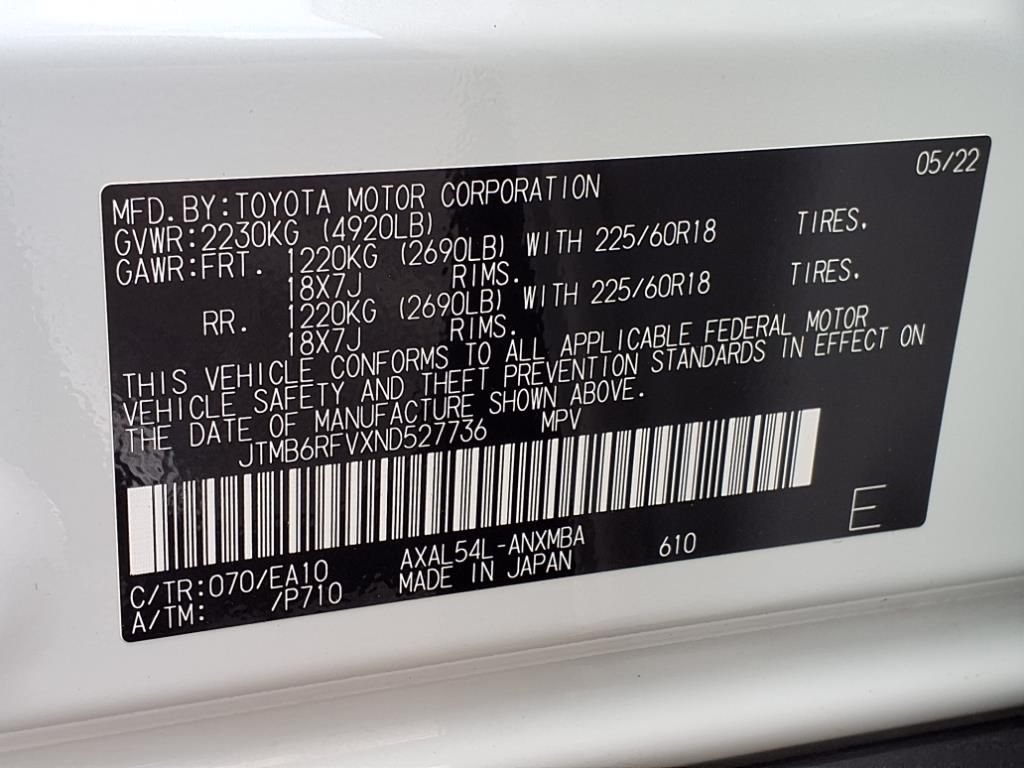 05/22
MFD.BY:TOYOTA MOTOR CORPORATION
GVWR:2230KG (4920LB)
GAWR:FRT. 1220KG (2690LB) WITH 225/60R18 TIRES,
18X7J RIMS.
RR. 1220KG (2690LB) WITH 225/60R18 TIRES,
18X7J RIMS.
THIS VEHICLE CONFORMS TO ALL APPLICABLE FEDERAL MOTOR
VEHICLE SAFETY AND THEFT PREVENTION STANDARDS IN EFFECT ON
THE DATE OF MANUFACTURE SHOWN ABOVE.
JTMB6RFVXND527736 MPV
E
C/TR:070/EA10 AXAL54L-ANXMBA 610
A/TM: /P710 MADE IN JAPAN